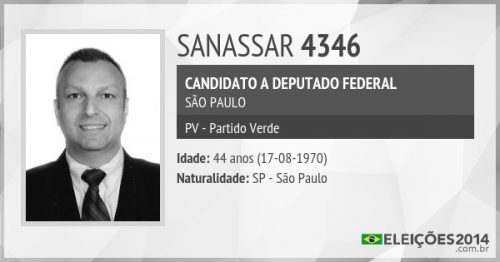 SANASSAR 4346
CANDIDATO A DEPUTADO FEDERAL
SÃO PAULO
PV - Partido Verde
Idade: 44 anos (17-08-1970)
Naturalidade: SP - São Paulo
ELEIÇÕES2014
.com.br